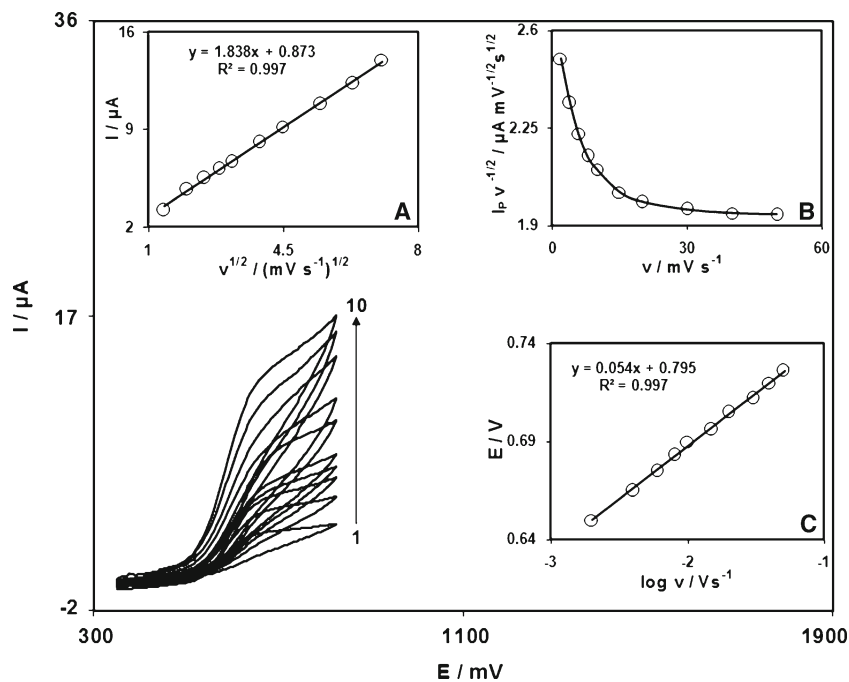 36
17
-2
I / µA
300
1100
1900
E / mV
10
1
16
9
2
I / µA
y = 1.838x + 0.873
R² = 0.997
A
1
4.5
8
ν^1/2 / (mV s^-1)^1/2
2.6
2.25
1.9
I_P ν^-1/2 / µA mV^-1/2 s^1/2
B
0
30
60
ν / mV s^-1
0.74
0.69
0.64
E / V
y = 0.054x + 0.795
R² = 0.997
C
-3
-2
-1
log ν / Vs^-1